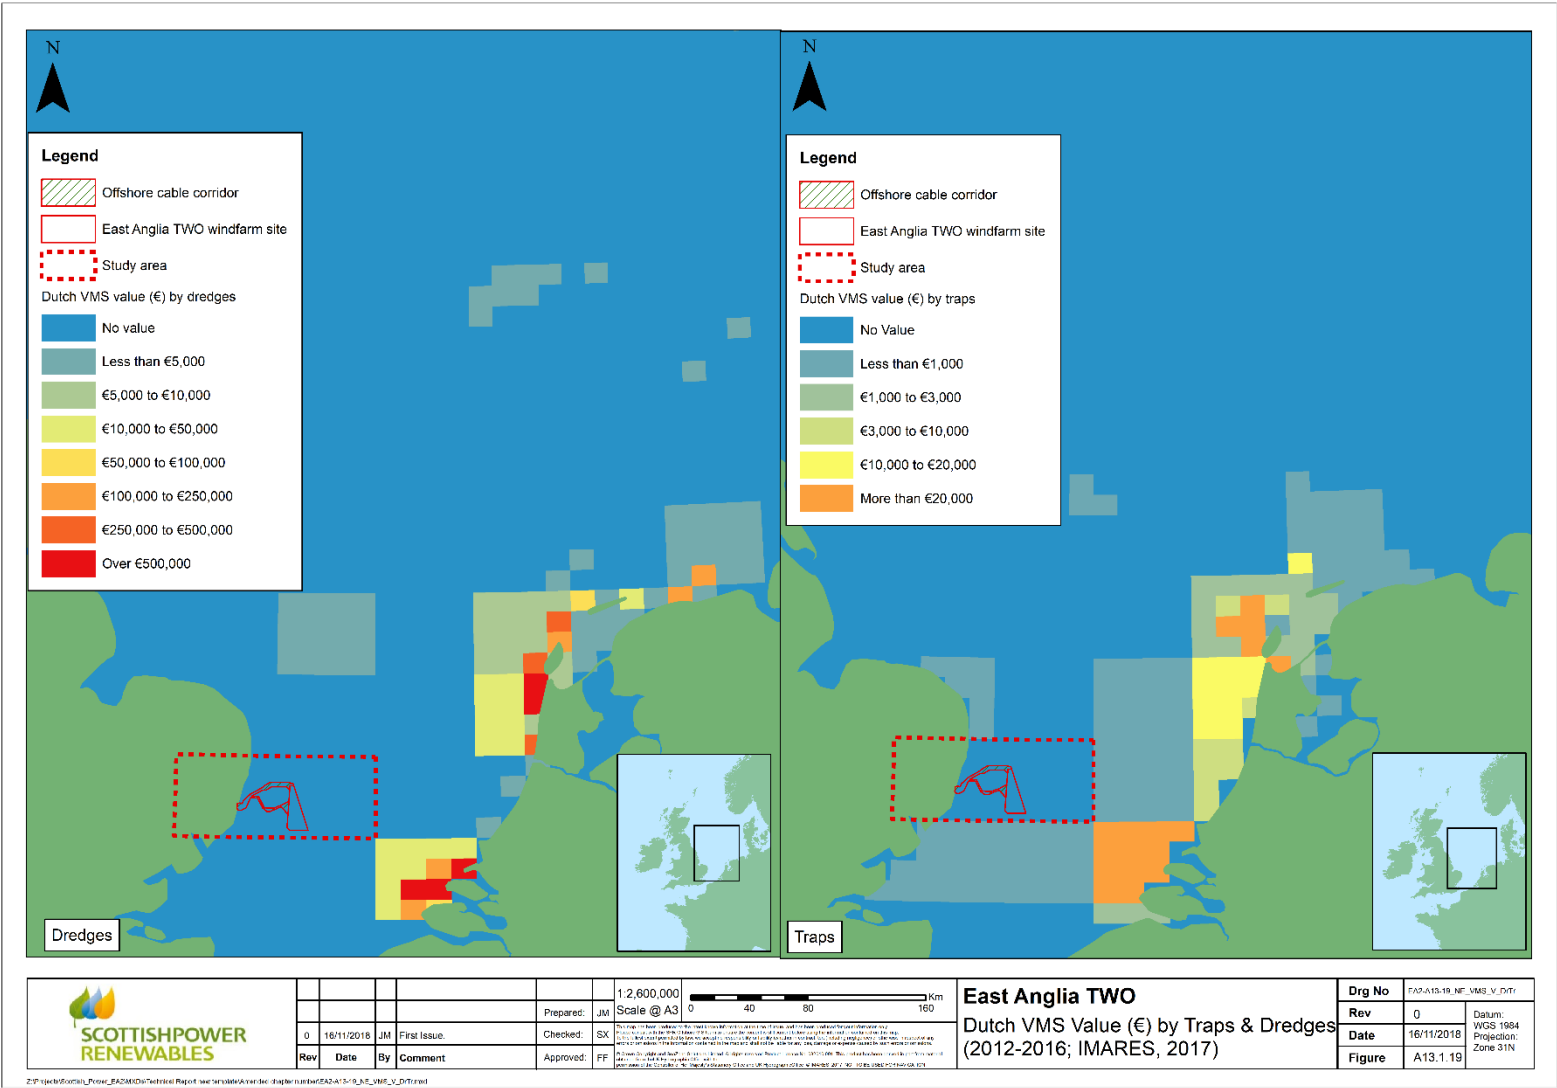 N
Legend
Offshore cable corridor
East Anglia TWO windfarm site
Study area
Dutch VMS value (€) by dredges
No value
Less than €5,000
€5,000 to €10,000
€10,000 to €50,000
€50,000 to €100,000
€100,000 to €250,000
€250,000 to €500,000
Over €500,000
Dredges
N
Legend
Offshore cable corridor
East Anglia TWO windfarm site
Study area
Dutch VMS value (€) by traps
No Value
Less than €1,000
€1,000 to €3,000
€3,000 to €10,000
€10,000 to €20,000
More than €20,000
Traps
SCOTTISHPOWER
RENEWABLES
0 16/11/2018 JM First Issue.
Rev Date By Comment
Prepared: JM
Checked: SX
Approved: FF
1:2,600,000
Scale @ A3
0 40 80 160 Km
East Anglia TWO
Dutch VMS Value (€) by Traps & Dredges
(2012-2016; IMARES, 2017)
Drg No EA2-A13-19_NE_VMS_V_DrTr
Rev 0
Date 16/11/2018
Figure A13.1.19
Datum:
WGS 1984
Projection:
Zone 31N